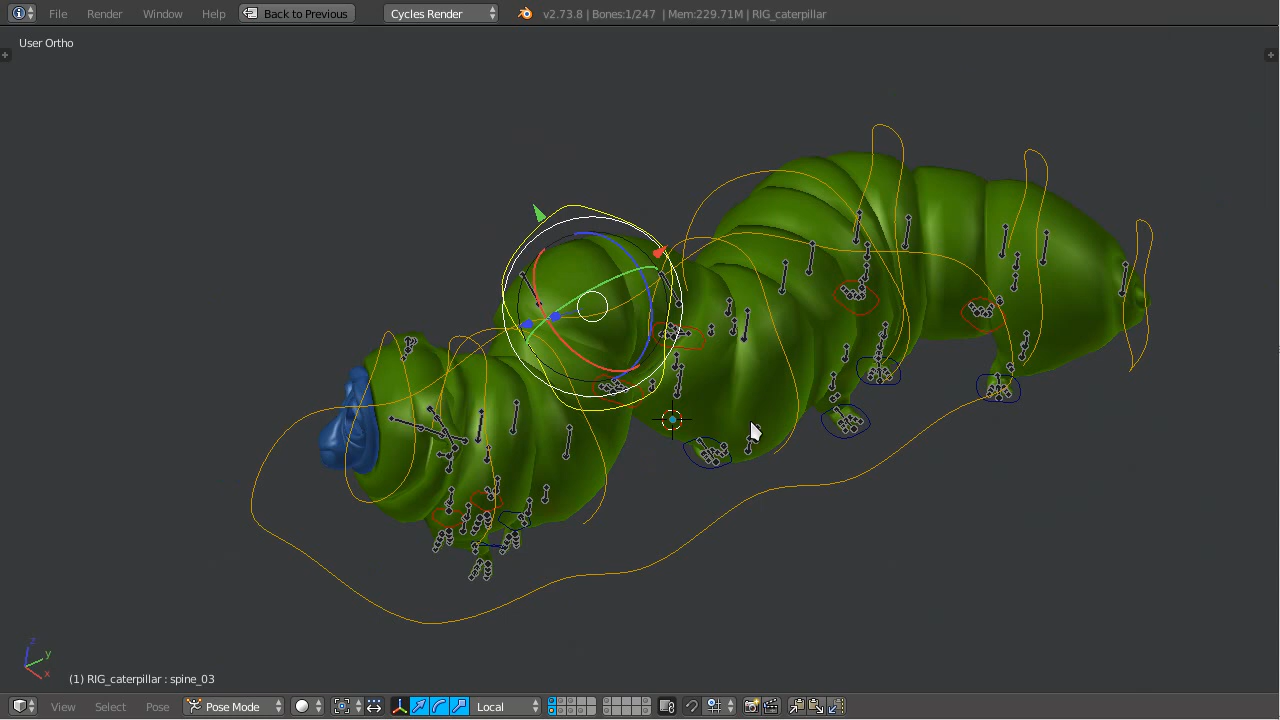 File Render Window Help Back to Previous Cycles Render v2.73.8 | Bones:1/247 | Mem:229.71M | RIG_caterpillar
User Ortho
z
y
x
(1) RIG_caterpillar : spine_03
View Select Pose Pose Mode Local